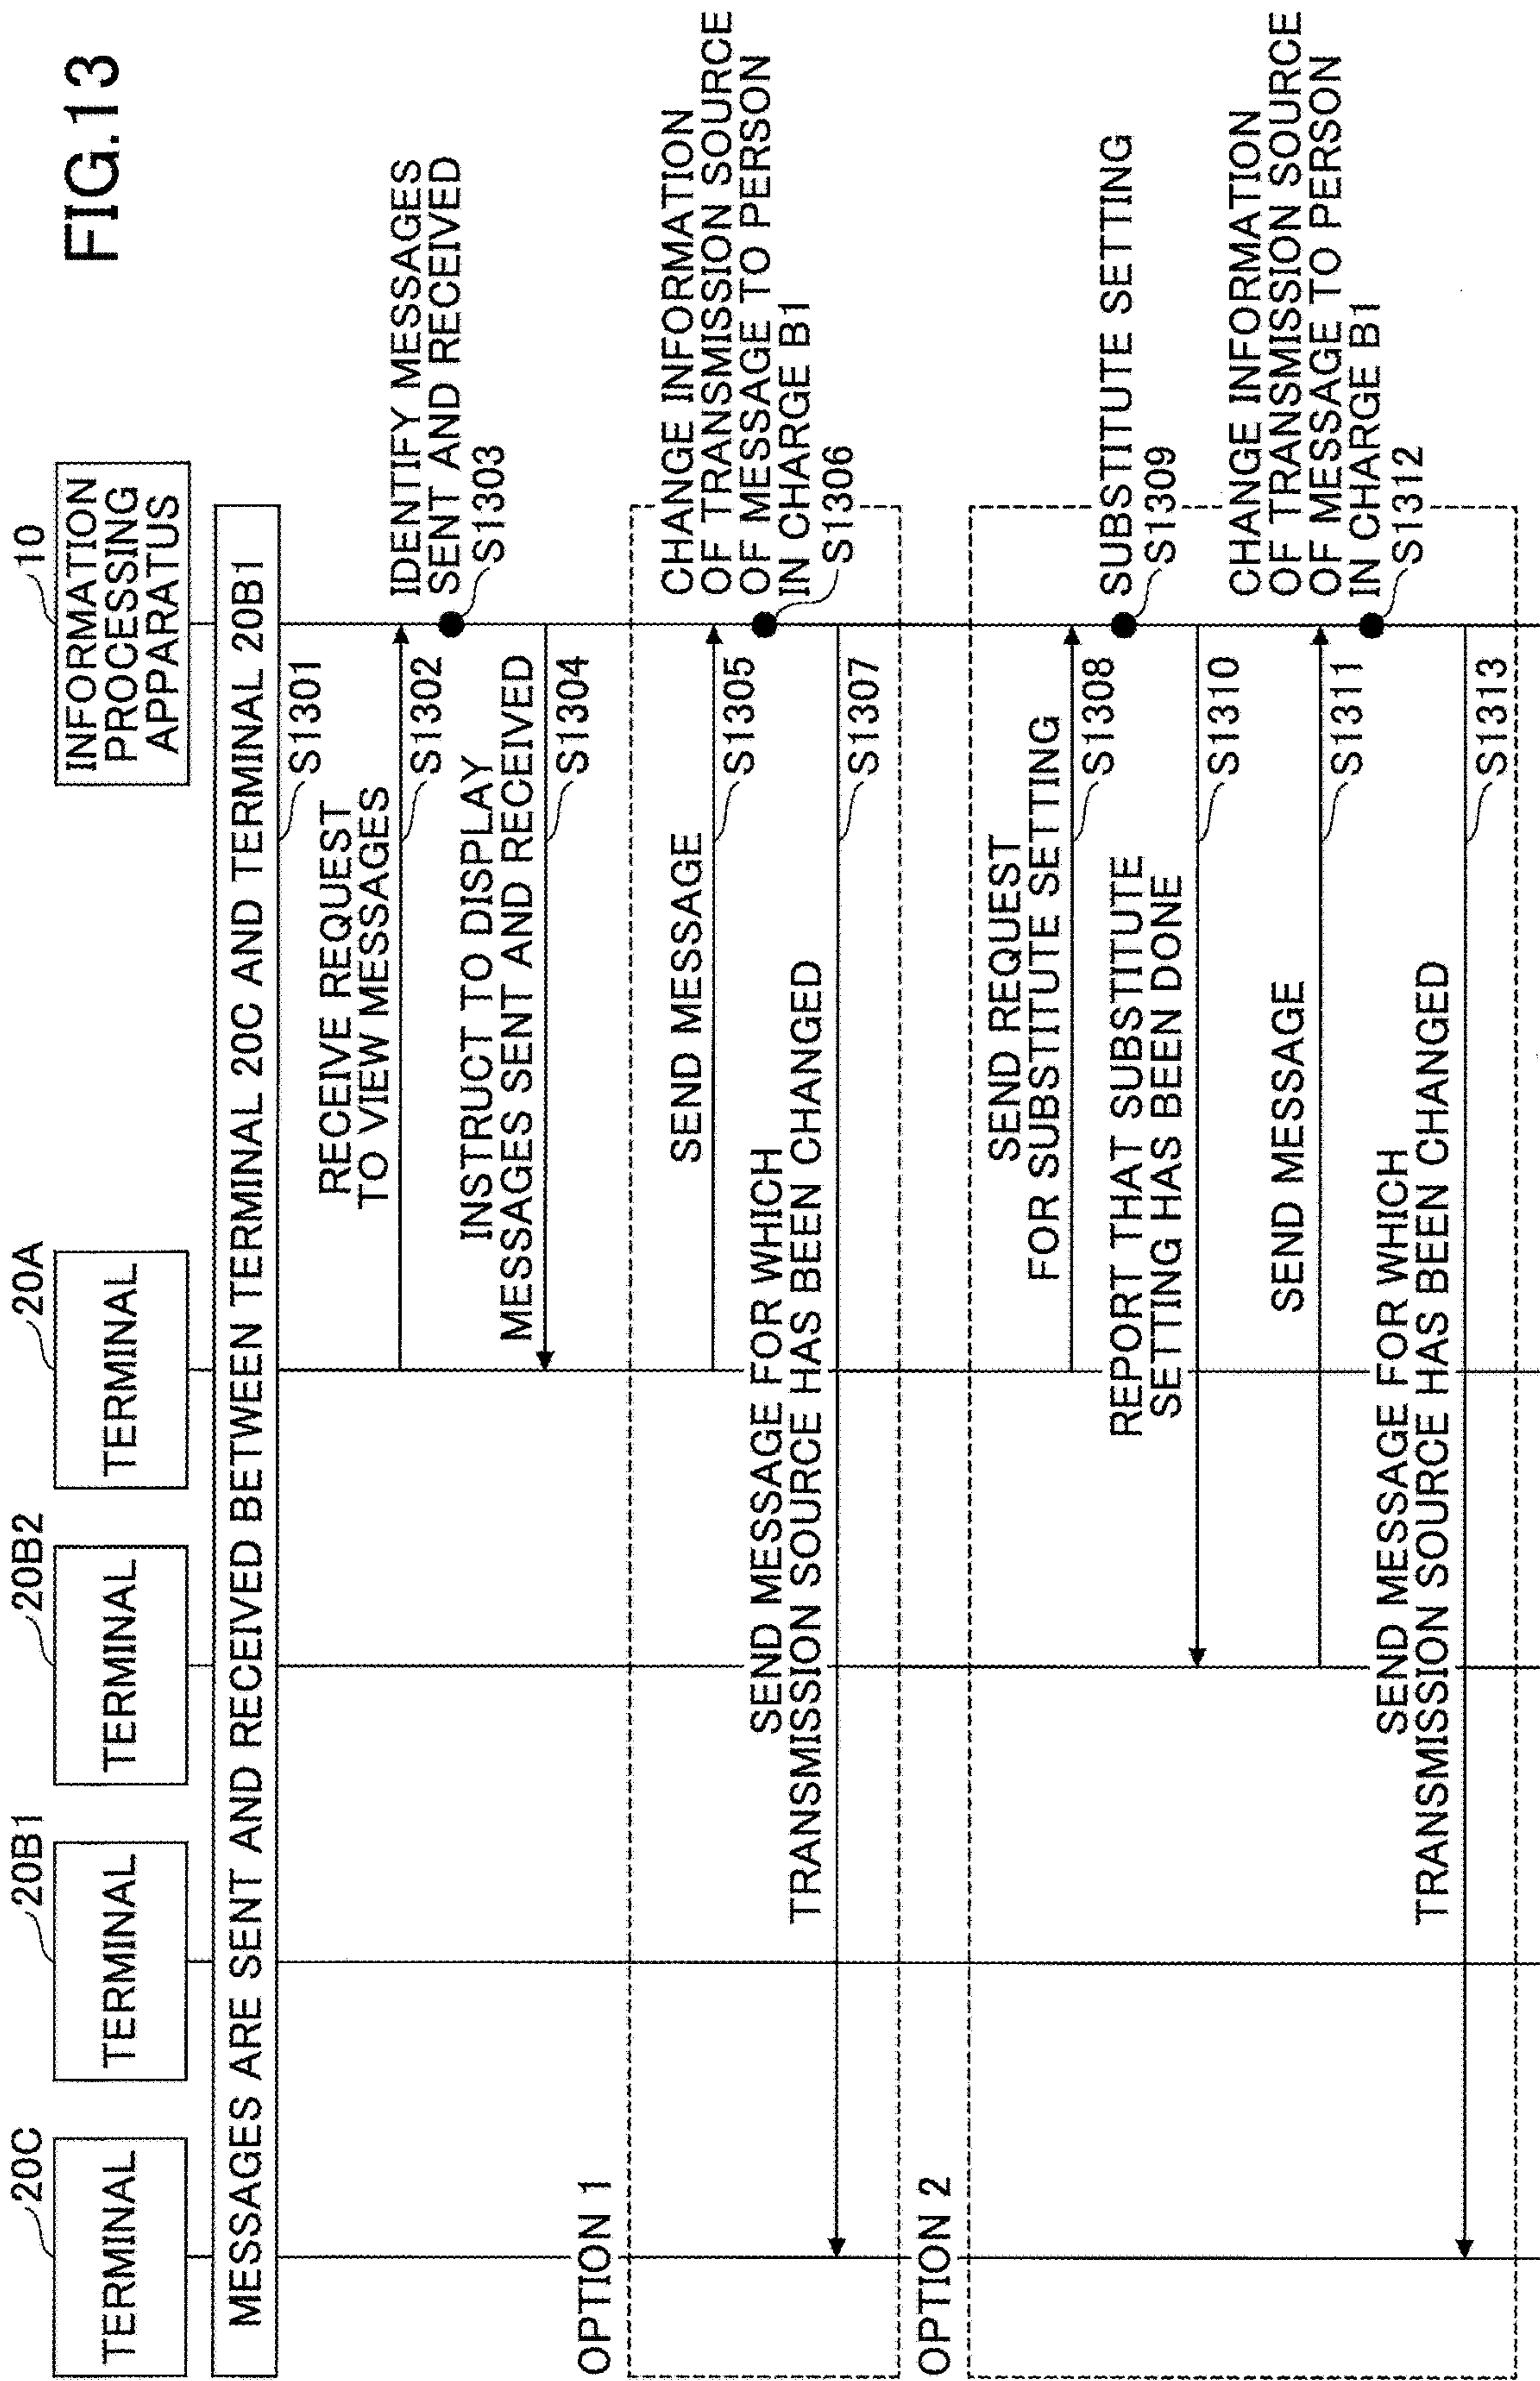 FIG.13
20C
TERMINAL
20B1
TERMINAL
20B2
TERMINAL
20A
TERMINAL
10
INFORMATION
PROCESSING
APPARATUS
MESSAGES ARE SENT AND RECEIVED BETWEEN TERMINAL 20C AND TERMINAL 20B1
S1301
RECEIVE REQUEST
TO VIEW MESSAGES
S1302
IDENTIFY MESSAGES
SENT AND RECEIVED
S1303
INSTRUCT TO DISPLAY
MESSAGES SENT AND RECEIVED
S1304
OPTION 1
SEND MESSAGE
S1305
CHANGE INFORMATION
OF TRANSMISSION SOURCE
OF MESSAGE TO PERSON
IN CHARGE B1
S1306
SEND MESSAGE FOR WHICH
TRANSMISSION SOURCE HAS BEEN CHANGED
S1307
OPTION 2
SEND REQUEST
FOR SUBSTITUTE SETTING
S1308
SUBSTITUTE SETTING
S1309
REPORT THAT SUBSTITUTE
SETTING HAS BEEN DONE
S1310
SEND MESSAGE
S1311
CHANGE INFORMATION
OF TRANSMISSION SOURCE
OF MESSAGE TO PERSON
IN CHARGE B1
S1312
SEND MESSAGE FOR WHICH
TRANSMISSION SOURCE HAS BEEN CHANGED
S1313